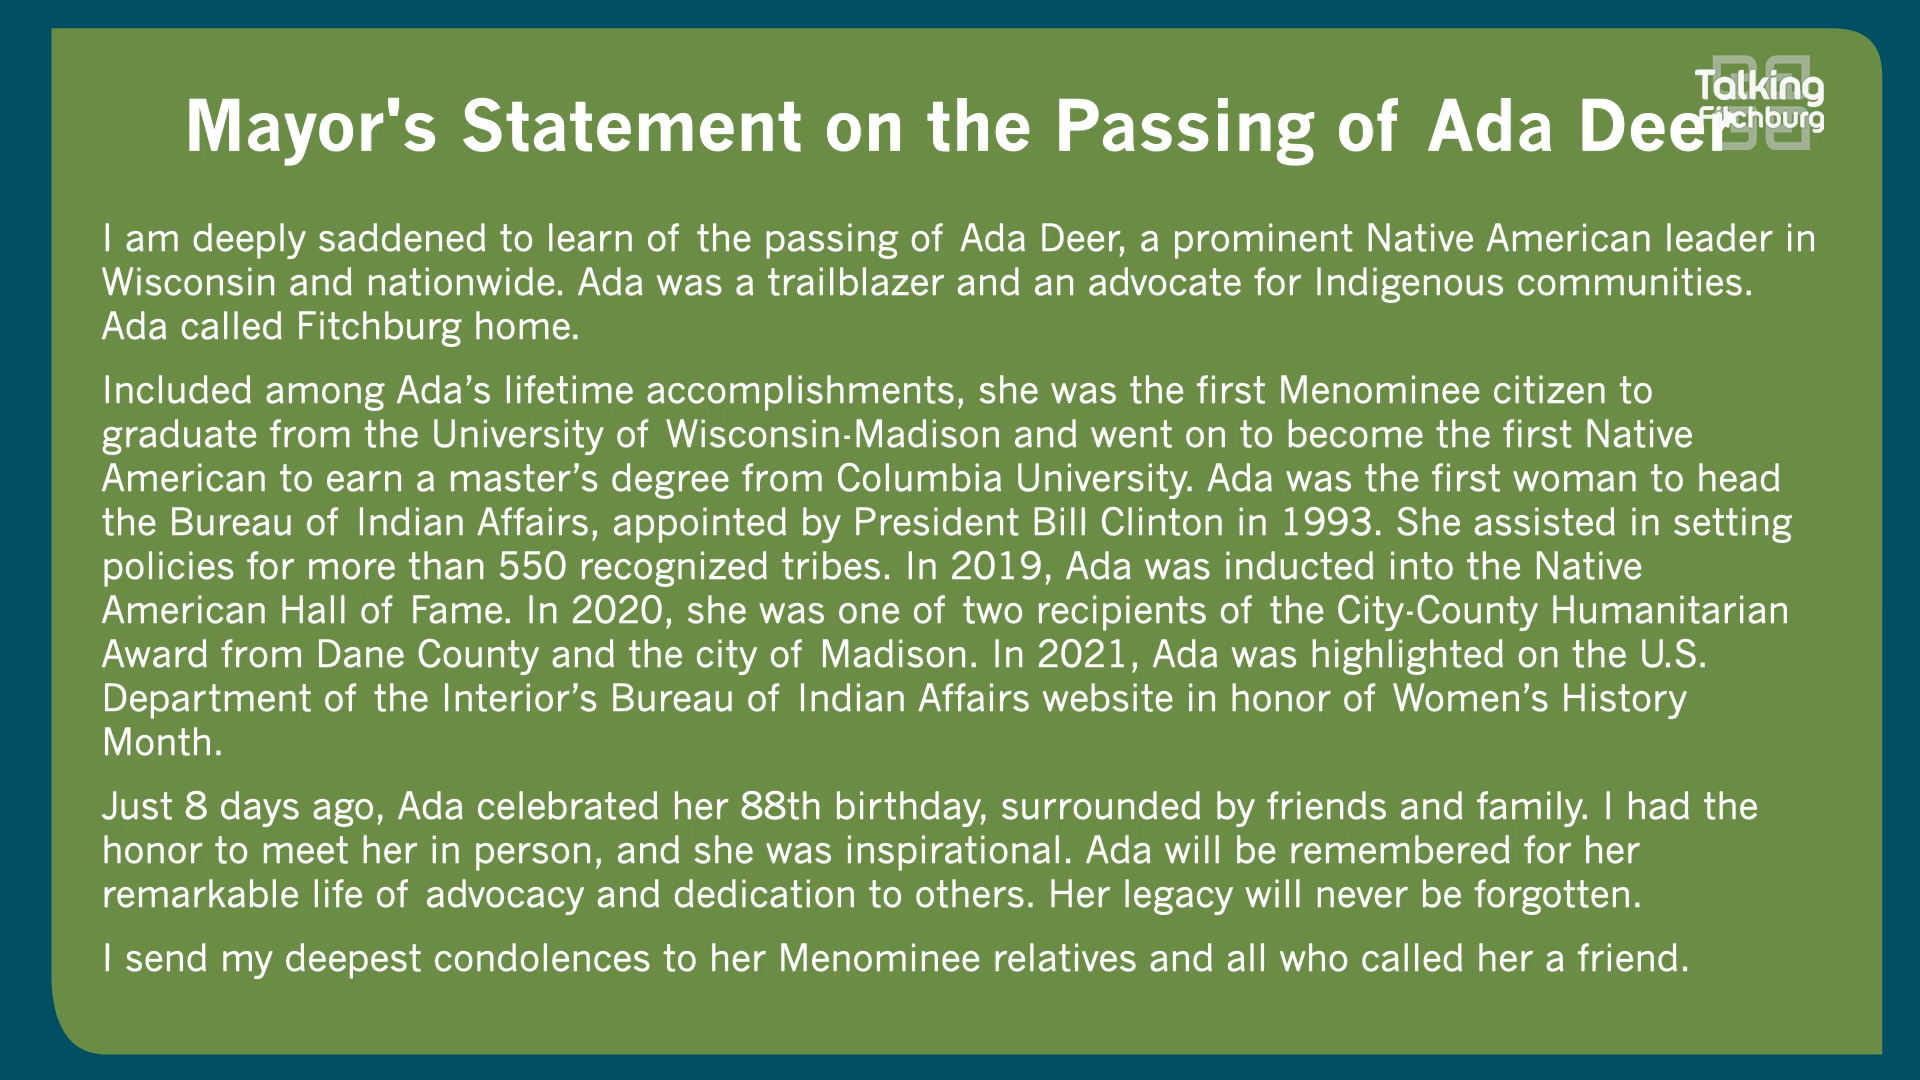 Mayor's Statement on the Passing of Ada Deer
Talking
Fitchburg
I am deeply saddened to learn of the passing of Ada Deer, a prominent Native American leader in
Wisconsin and nationwide. Ada was a trailblazer and an advocate for Indigenous communities.
Ada called Fitchburg home.
Included among Ada’s lifetime accomplishments, she was the first Menominee citizen to
graduate from the University of Wisconsin-Madison and went on to become the first Native
American to earn a master’s degree from Columbia University. Ada was the first woman to head
the Bureau of Indian Affairs, appointed by President Bill Clinton in 1993. She assisted in setting
policies for more than 550 recognized tribes. In 2019, Ada was inducted into the Native
American Hall of Fame. In 2020, she was one of two recipients of the City-County Humanitarian
Award from Dane County and the city of Madison. In 2021, Ada was highlighted on the U.S.
Department of the Interior’s Bureau of Indian Affairs website in honor of Women’s History
Month.
Just 8 days ago, Ada celebrated her 88th birthday, surrounded by friends and family. I had the
honor to meet her in person, and she was inspirational. Ada will be remembered for her
remarkable life of advocacy and dedication to others. Her legacy will never be forgotten.
I send my deepest condolences to her Menominee relatives and all who called her a friend.